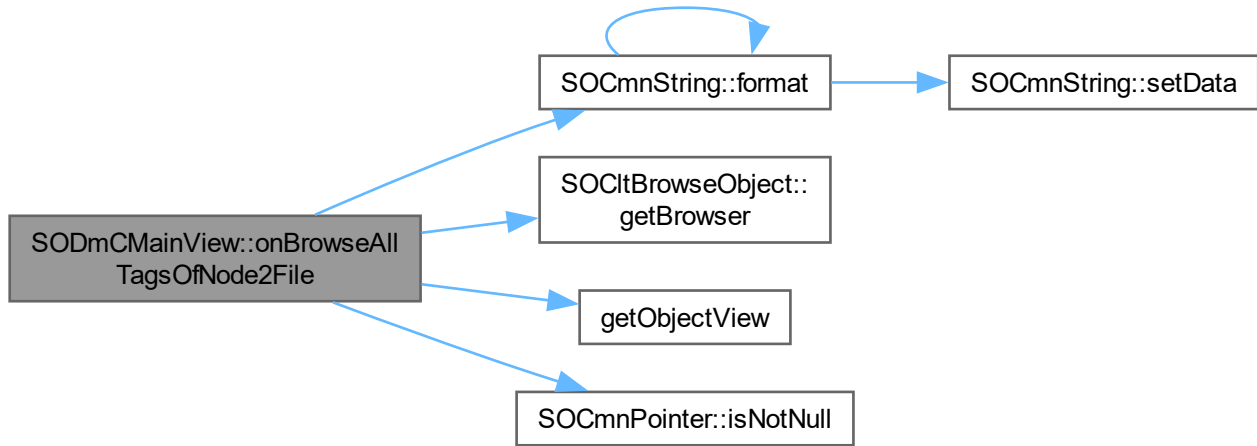 SOCmnString::format
SOCmnString::setData
SOCltBrowseObject::
getBrowser
SODmCMainView::onBrowseAll
TagsOfNode2File
getObjectView
SOCmnPointer::isNotNull